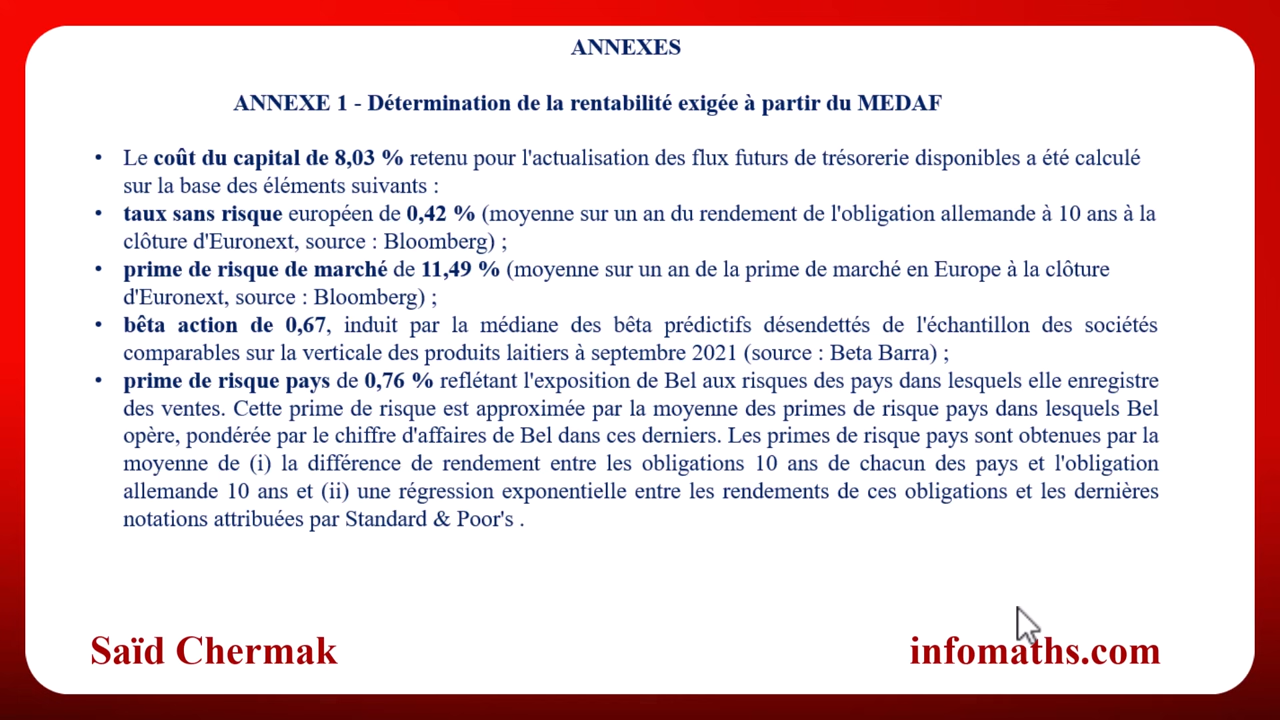 ANNEXES
ANNEXE 1 - Détermination de la rentabilité exigée à partir du MEDAF
• Le coût du capital de 8,03 % retenu pour l'actualisation des flux futurs de trésorerie disponibles a été calculé
sur la base des éléments suivants :
• taux sans risque européen de 0,42 % (moyenne sur un an du rendement de l'obligation allemande à 10 ans à la
clôture d'Euronext, source : Bloomberg) ;
• prime de risque de marché de 11,49 % (moyenne sur un an de la prime de marché en Europe à la clôture
d'Euronext, source : Bloomberg) ;
• bêta action de 0,67, induit par la médiane des bêta prédictifs désendettés de l'échantillon des sociétés
comparables sur la verticale des produits laitiers à septembre 2021 (source : Beta Barra) ;
• prime de risque pays de 0,76 % reflétant l'exposition de Bel aux risques des pays dans lesquels elle enregistre
des ventes. Cette prime de risque est approximée par la moyenne des primes de risque pays dans lesquels Bel
opère, pondérée par le chiffre d'affaires de Bel dans ces derniers. Les primes de risque pays sont obtenues par la
moyenne de (i) la différence de rendement entre les obligations 10 ans de chacun des pays et l'obligation
allemande 10 ans et (ii) une régression exponentielle entre les rendements de ces obligations et les dernières
notations attribuées par Standard & Poor's .
Saïd Chermak
infomaths.com